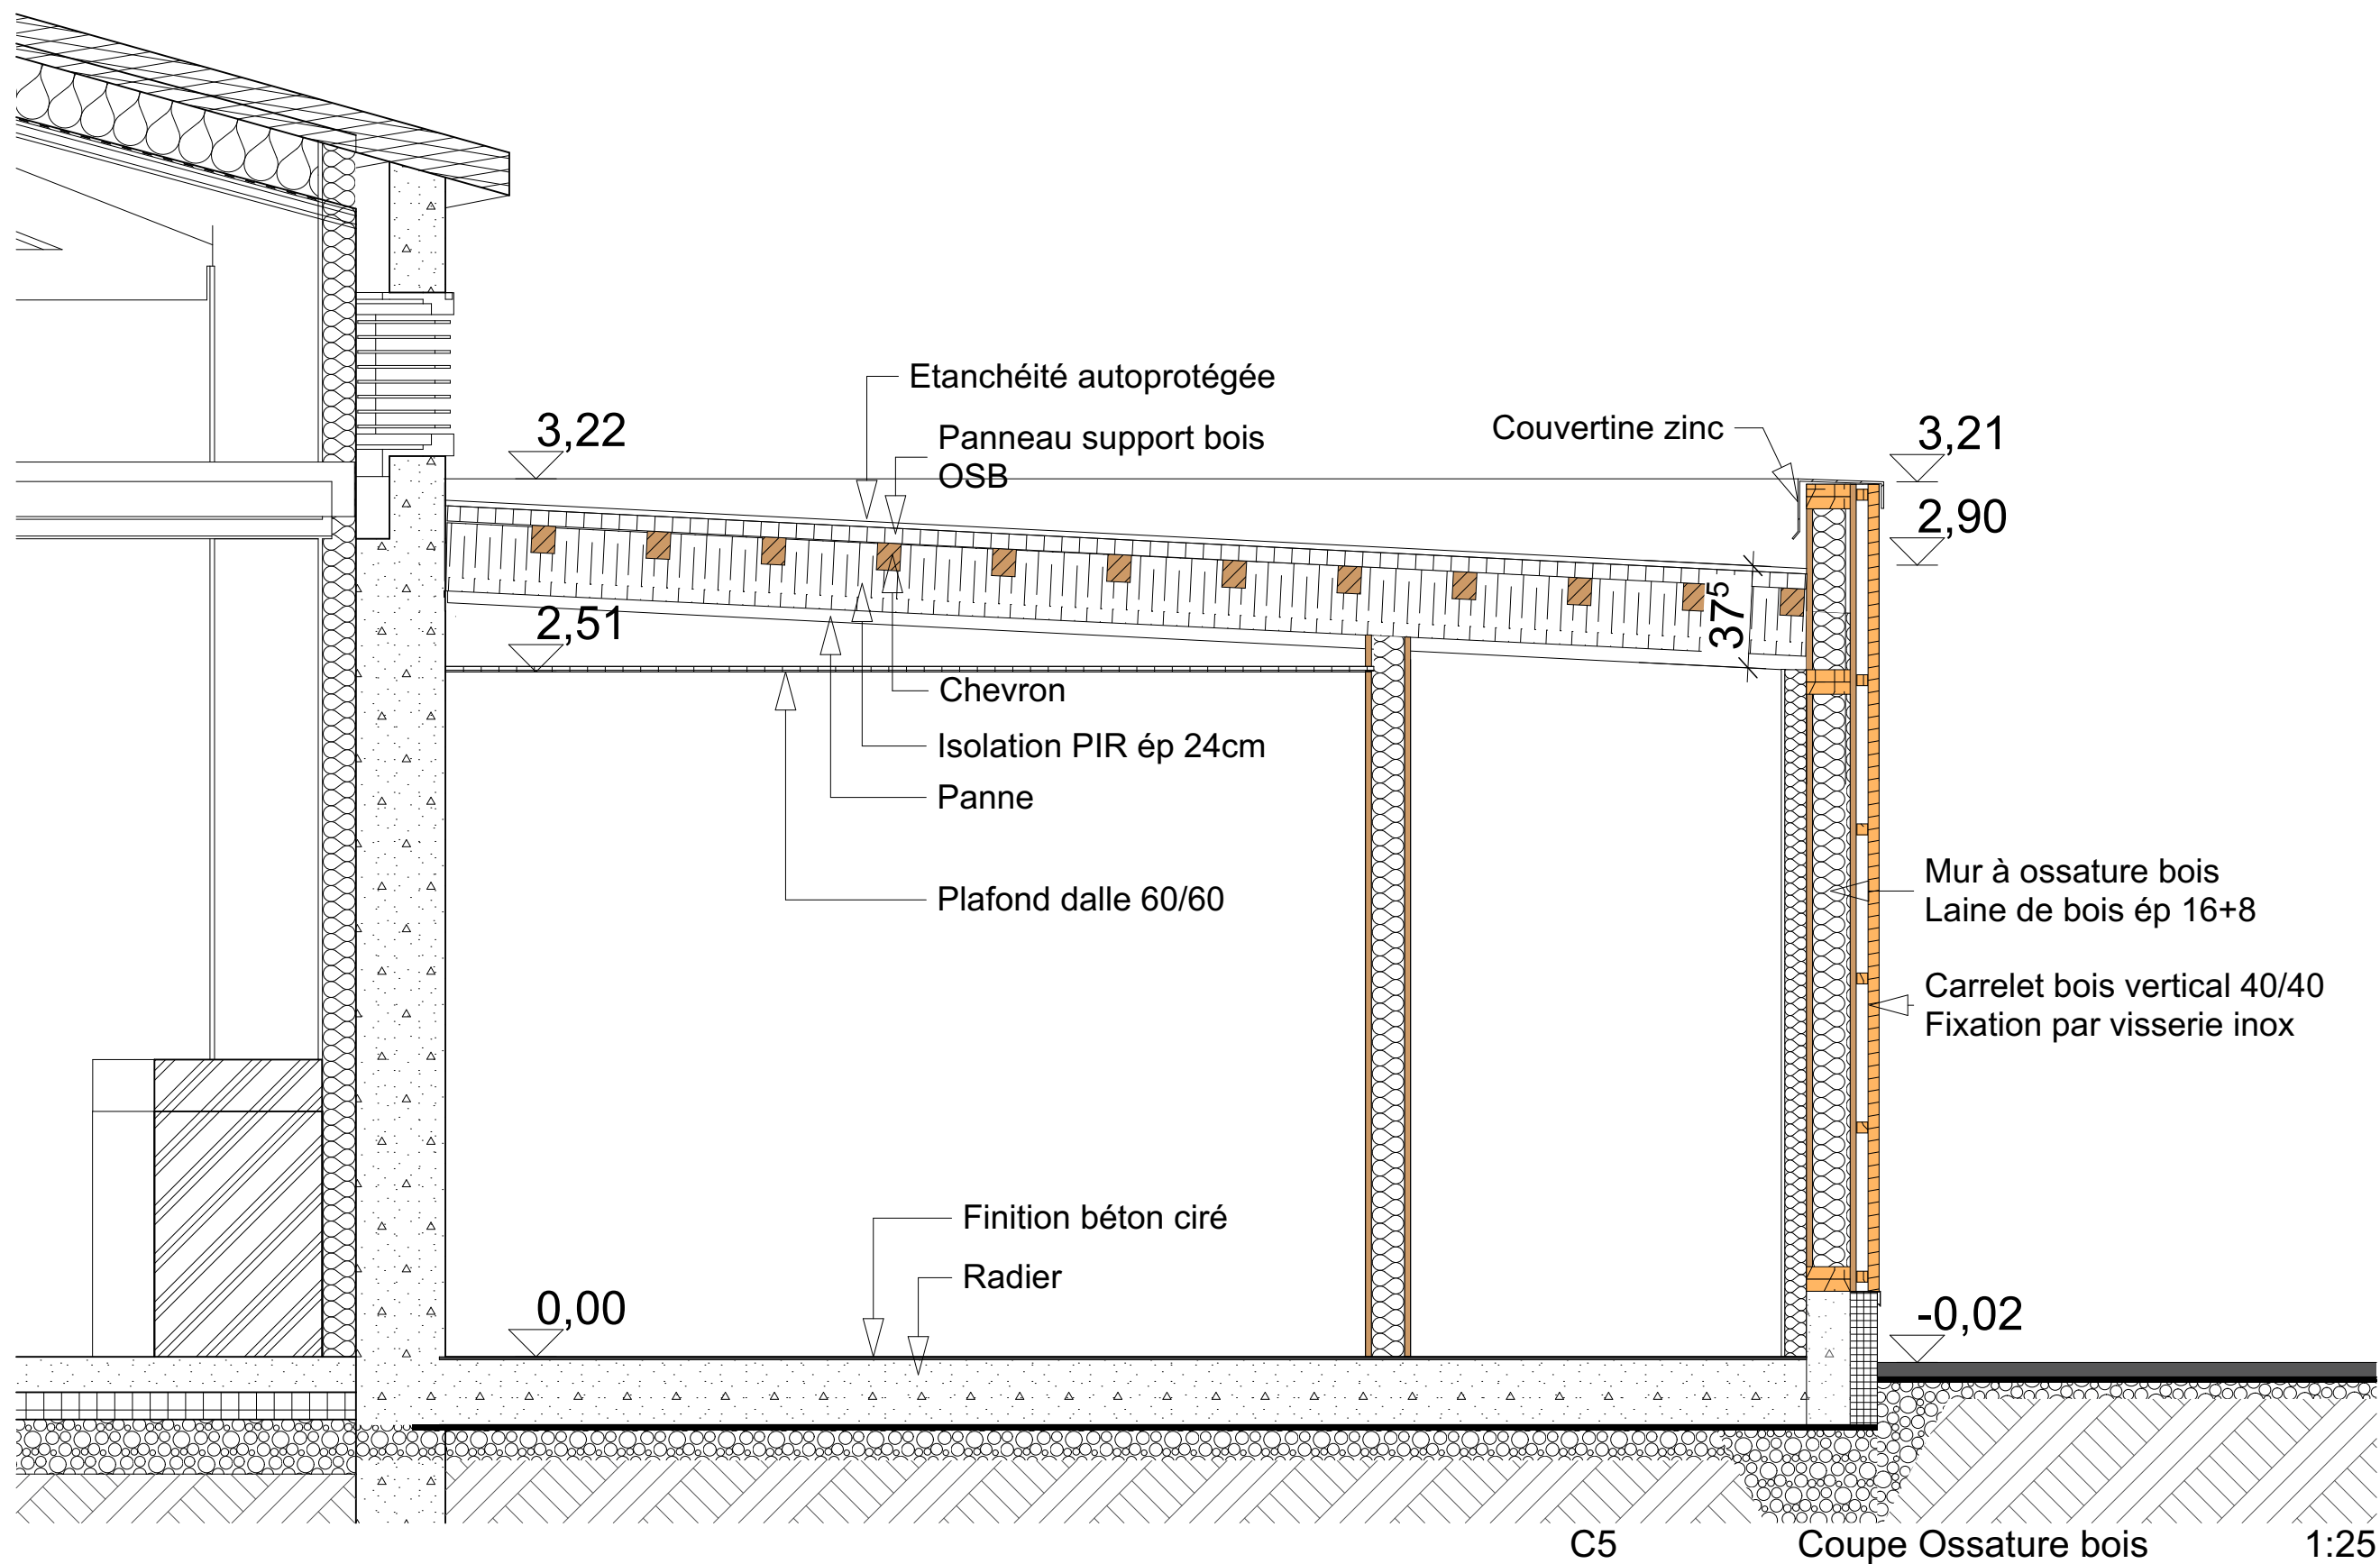 Etanchéité autoprotégée
3,22
Panneau support bois
OSB
Couvertine zinc
3,21
2,90
2,51
37⁵
Chevron
Isolation PIR ép 24cm
Panne
Plafond dalle 60/60
Mur à ossature bois
Laine de bois ép 16+8
Carrelet bois vertical 40/40
Fixation par visserie inox
Finition béton ciré
Radier
0,00
-0,02
C5 Coupe Ossature bois 1:25